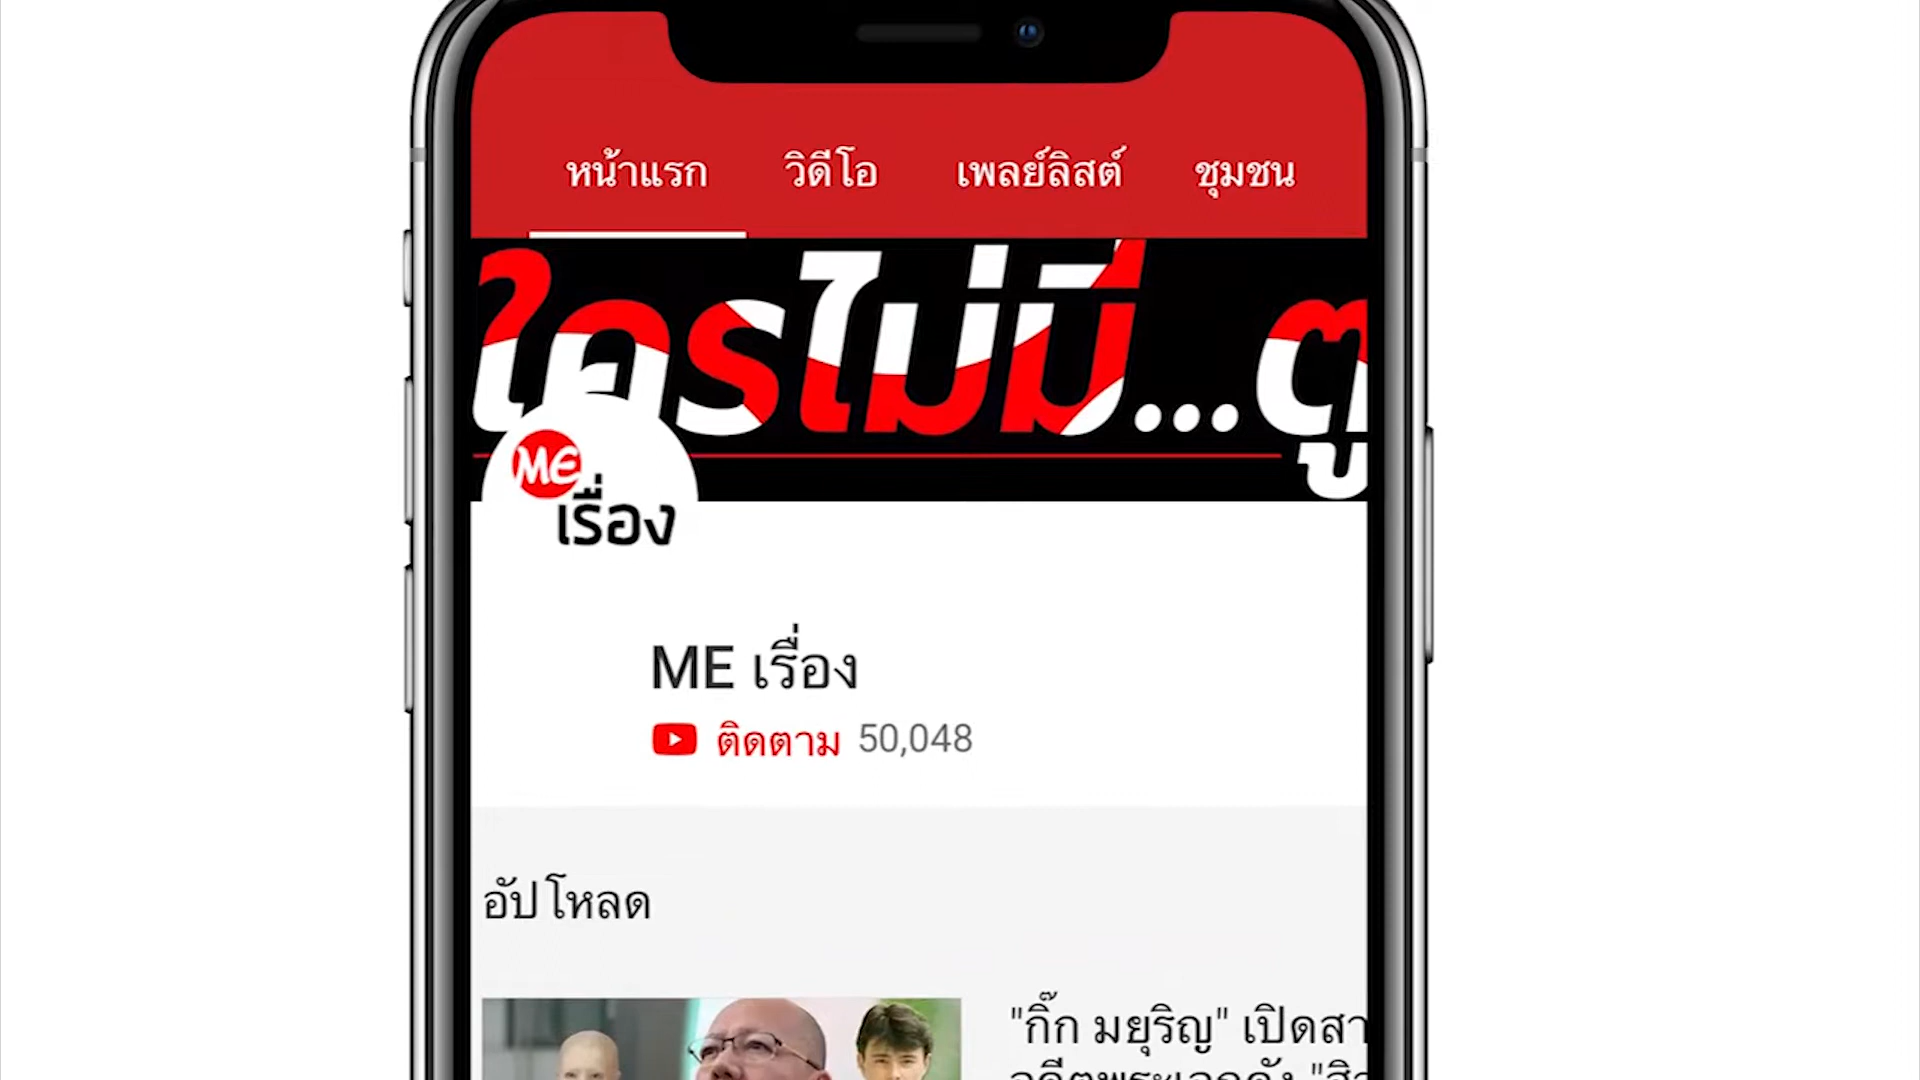 หน้าแรก วิดีโอ เพลย์ลิสต์ ชุมชน
ใครไม่มี...ตู
ME
เรื่อง
ME เรื่อง
ติดตาม 50,048
อัปโหลด
"กิ๊ก มยุริญ" เปิดสา